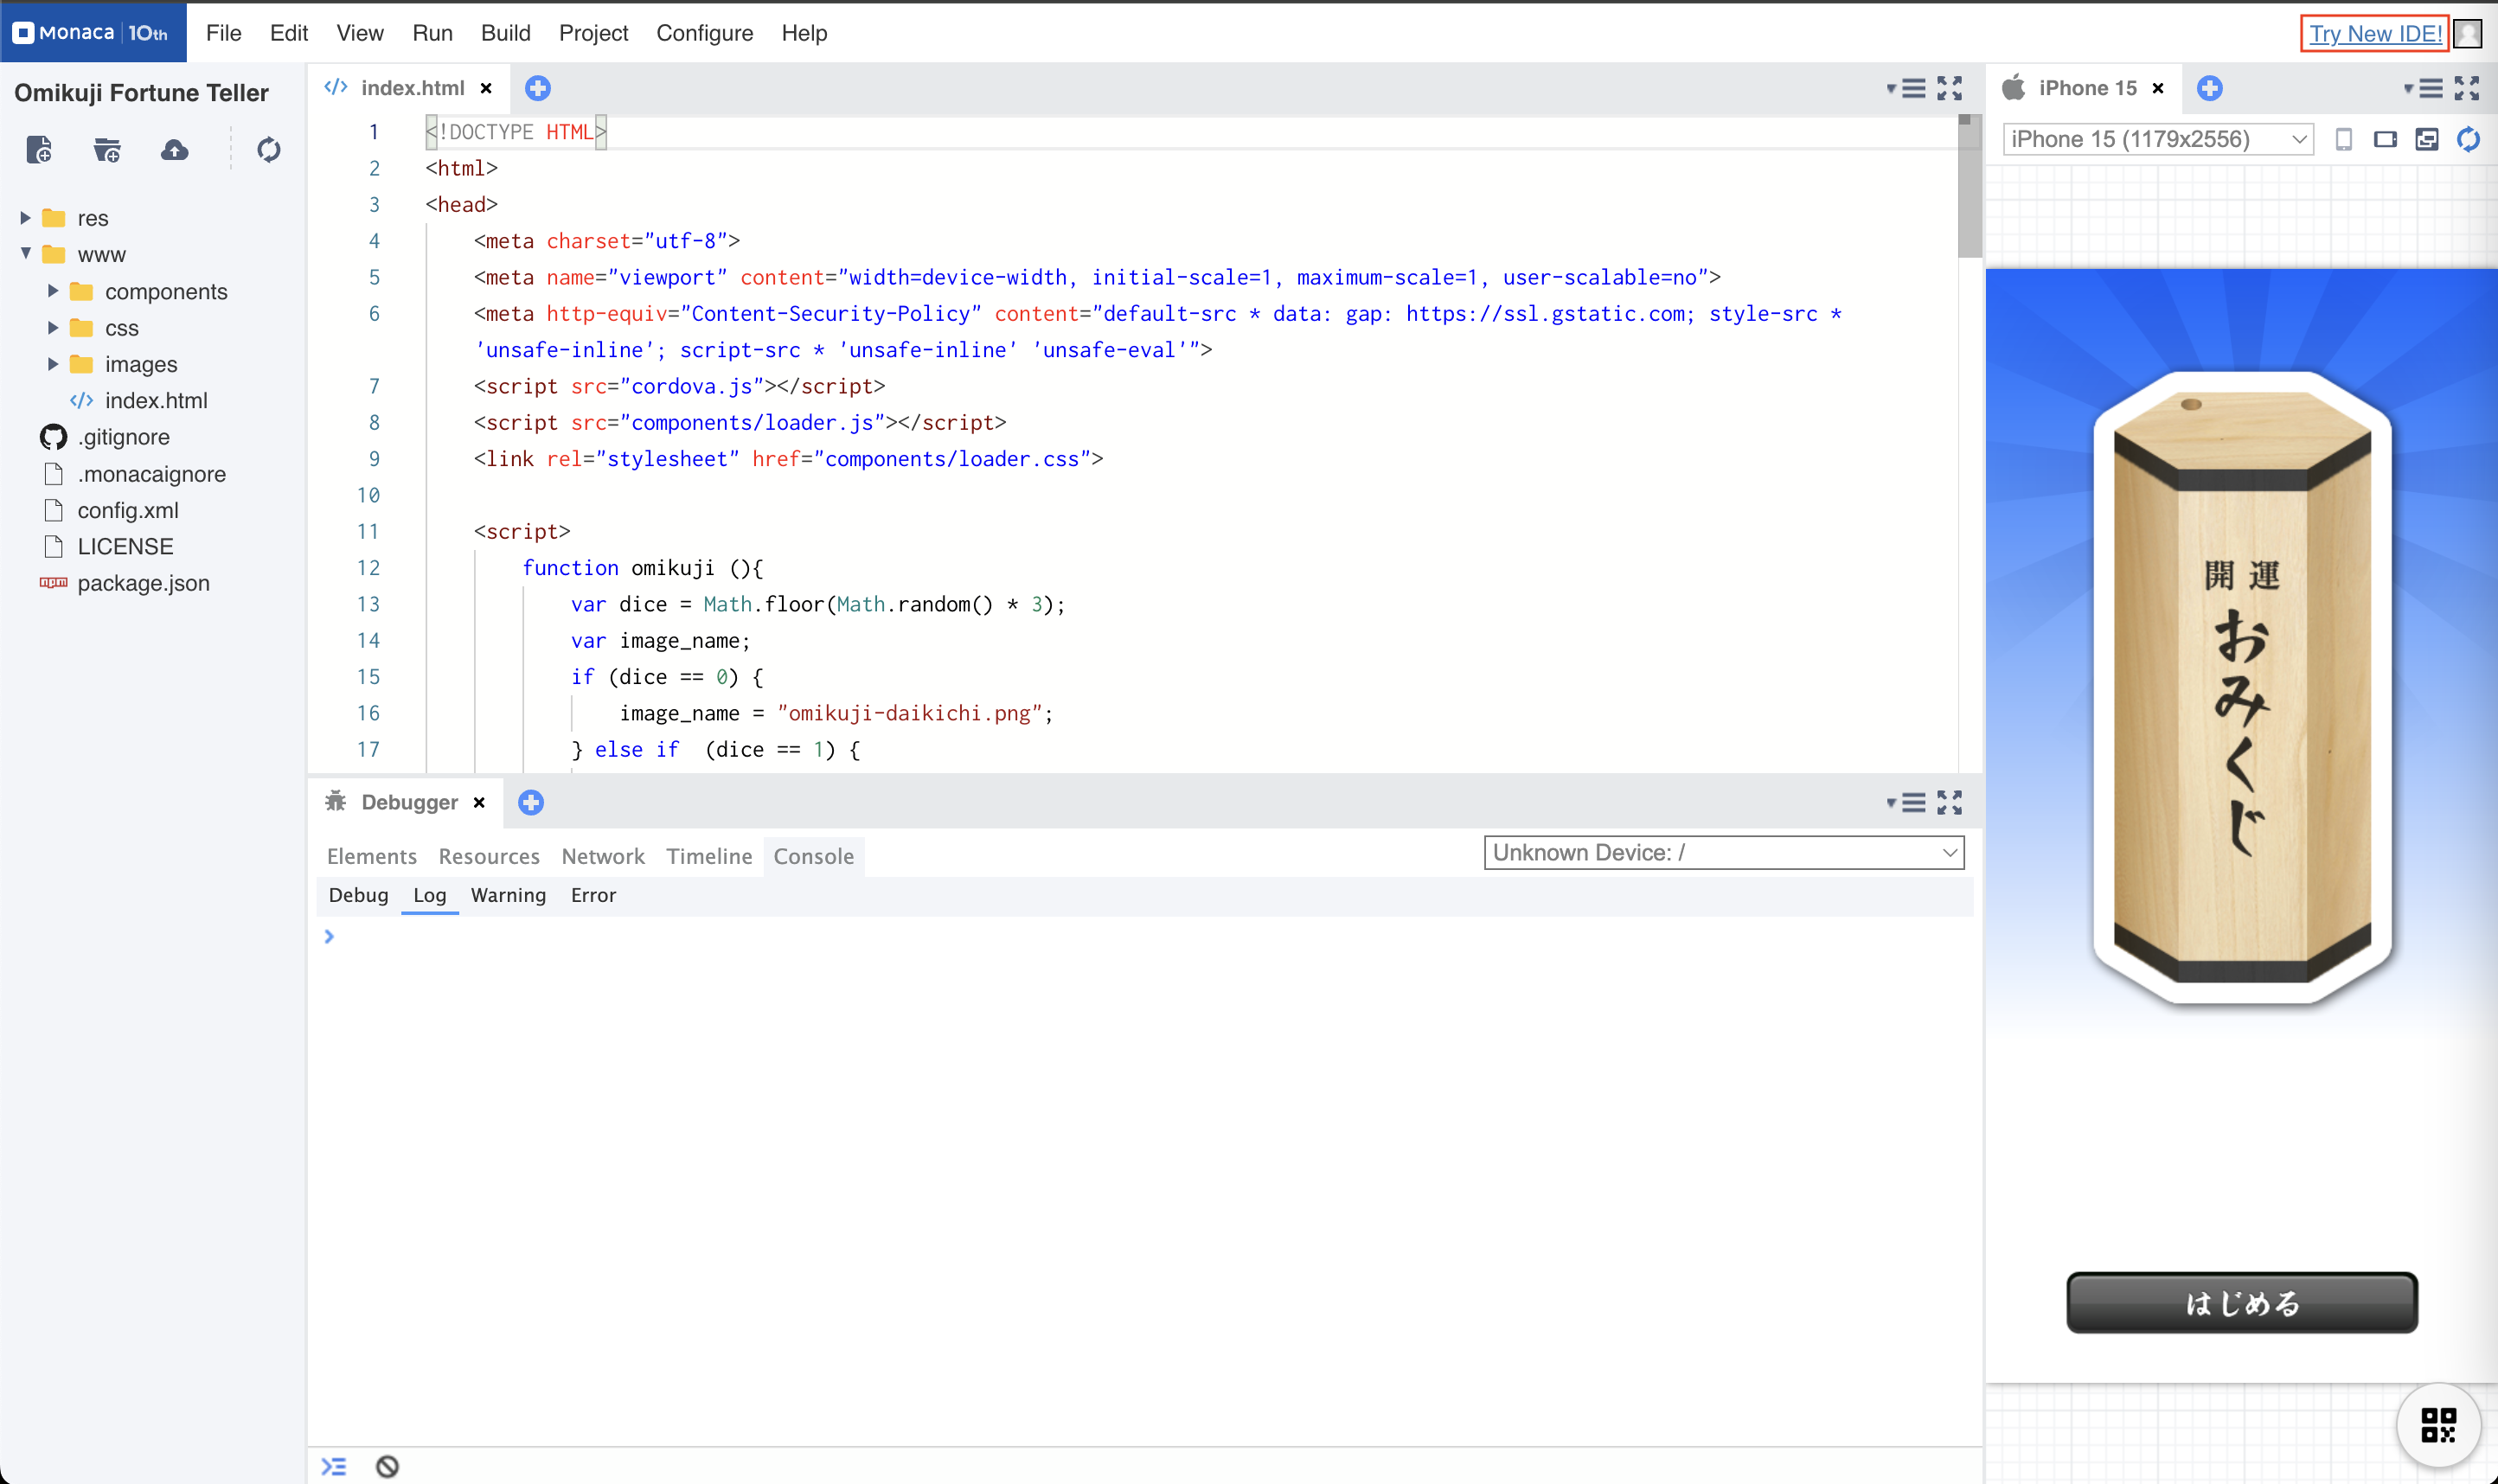 Monaca 10th
File Edit View Run Build Project Configure Help
Try New IDE!
Omikuji Fortune Teller
res
www
components
css
images
index.html
.gitignore
.monacaignore
config.xml
LICENSE
package.json
index.html
1 <!DOCTYPE HTML>
2 <html>
3 <head>
4 <meta charset="utf-8">
5 <meta name="viewport" content="width=device-width, initial-scale=1, maximum-scale=1, user-scalable=no">
6 <meta http-equiv="Content-Security-Policy" content="default-src * data: gap: https://ssl.gstatic.com; style-src *
'unsafe-inline'; script-src * 'unsafe-inline' 'unsafe-eval'">
7 <script src="cordova.js"></script>
8 <script src="components/loader.js"></script>
9 <link rel="stylesheet" href="components/loader.css">
10
11 <script>
12 function omikuji (){
13 var dice = Math.floor(Math.random() * 3);
14 var image_name;
15 if (dice == 0) {
16 image_name = "omikuji-daikichi.png";
17 } else if  (dice == 1) {
Debugger
Elements Resources Network Timeline Console
Unknown Device: /
Debug Log Warning Error
iPhone 15
iPhone 15 (1179x2556)
開運
おみくじ
はじめる